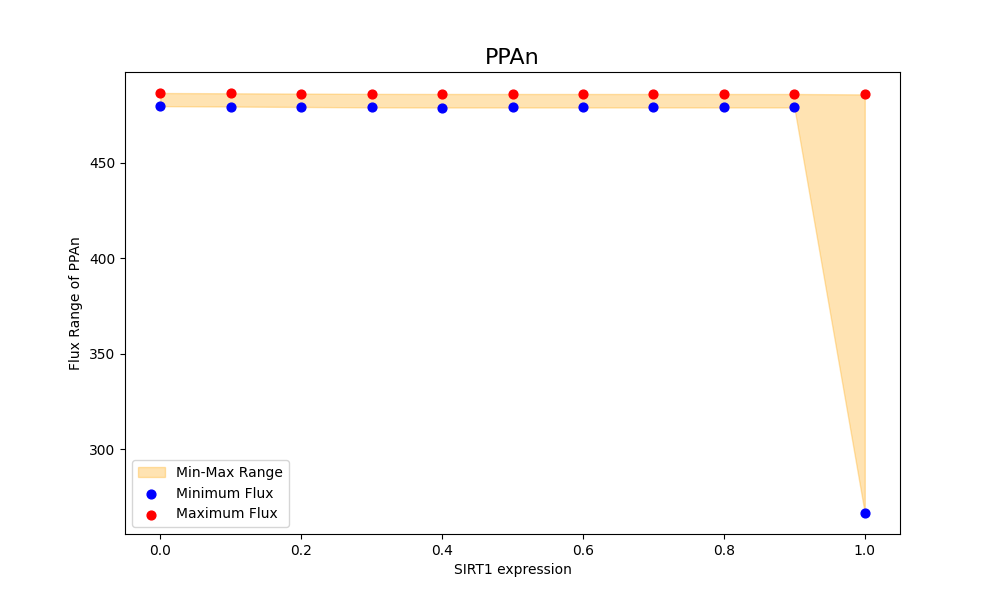 PPAn
Flux Range of PPAn
450
400
350
300
Min-Max Range
Minimum Flux
Maximum Flux
0.0 0.2 0.4 0.6 0.8 1.0
SIRT1 expression